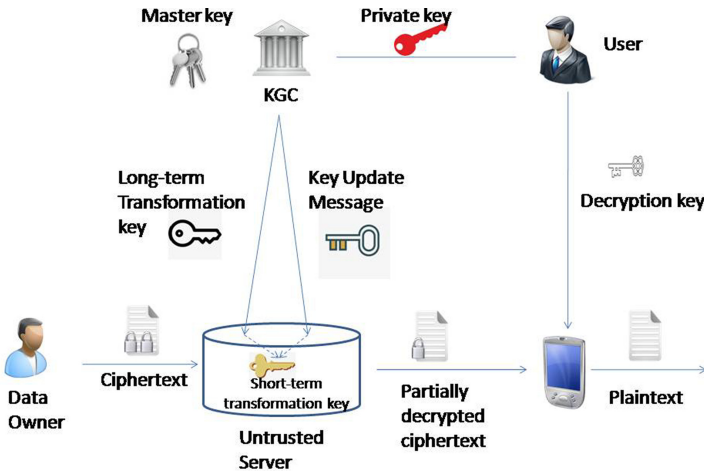 Master key
Private key
User
KGC
Long-term
Transformation
key
Key Update
Message
Decryption key
Ciphertext
Short-term
transformation key
Partially
decrypted
ciphertext
Plaintext
Data
Owner
Untrusted
Server